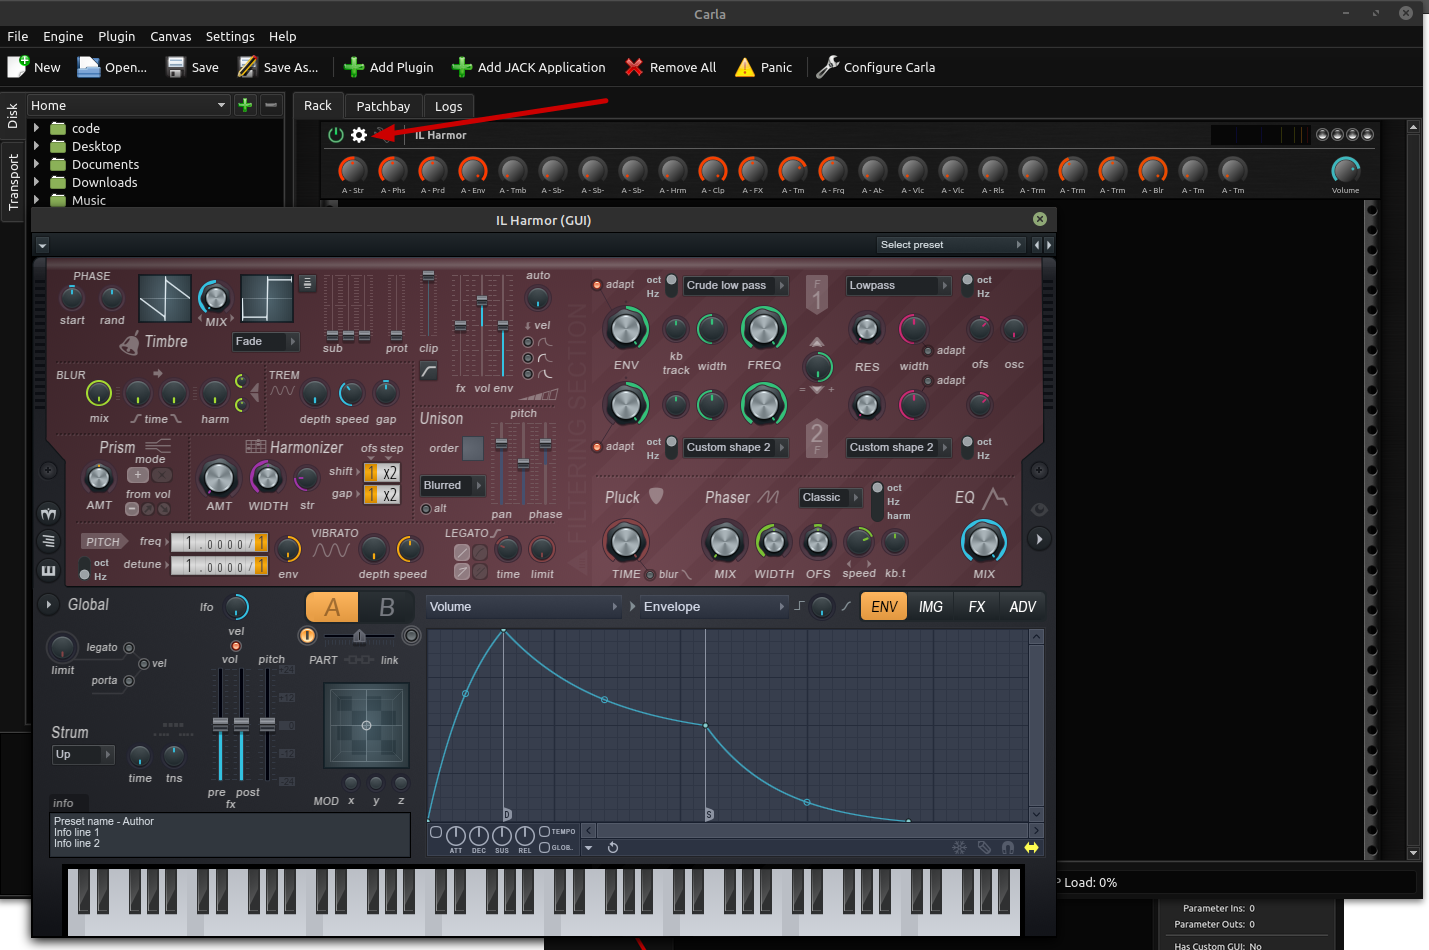 Carla
File Engine Plugin Canvas Settings Help
New Open... Save Save As... Add Plugin Add JACK Application Remove All Panic Configure Carla
Disk
Transport
Home
code
Desktop
Documents
Downloads
Music
Rack Patchbay Logs
IL Harmor
A - Str A - Phs A - Prd A - Env A - Tmb A - Sb- A - Sb- A - Sb- A - Hrm A - Clp A - FX A - Tm A - Frq A - At- A - Vlc A - Vlc A - Rls A - Trm A - Trm A - Trm A - Blr A - Tm A - Tm Volume
IL Harmor (GUI)
Select preset
PHASE
start rand MIX
Timbre Fade
sub prot clip
fx vol env
auto
vel
BLUR
mix time harm
TREM
depth speed gap
Unison
pitch
order
Blurred
alt
pan phase
Prism
mode
from vol
AMT
Harmonizer
ofs step
AMT WIDTH str
shift 1 x2
gap 1 x2
PITCH
freq 1.0000/1
detune 1.0000/1
oct
Hz
env
VIBRATO
depth speed
LEGATO
time limit
FILTERING SECTION
adapt oct Hz Crude low pass F 1 Lowpass oct Hz
ENV kb track width FREQ RES width adapt ofs osc
= +
adapt
adapt oct Hz Custom shape 2 2 F Custom shape 2 oct Hz
Pluck Phaser Classic oct Hz harm EQ
TIME blur MIX WIDTH OFS speed kb.t MIX
Global
lfo
vel
A B
Volume Envelope ENV IMG FX ADV
limit legato vel porta
vol pitch
PART link
Strum
Up
time tns
pre post
fx
MOD x y z
info
Preset name - Author
Info line 1
Info line 2
D
S
ATT DEC SUS REL TEMPO GLOB.
P Load: 0%
Parameter Ins: 0
Parameter Outs: 0
Has Custom GUI: No